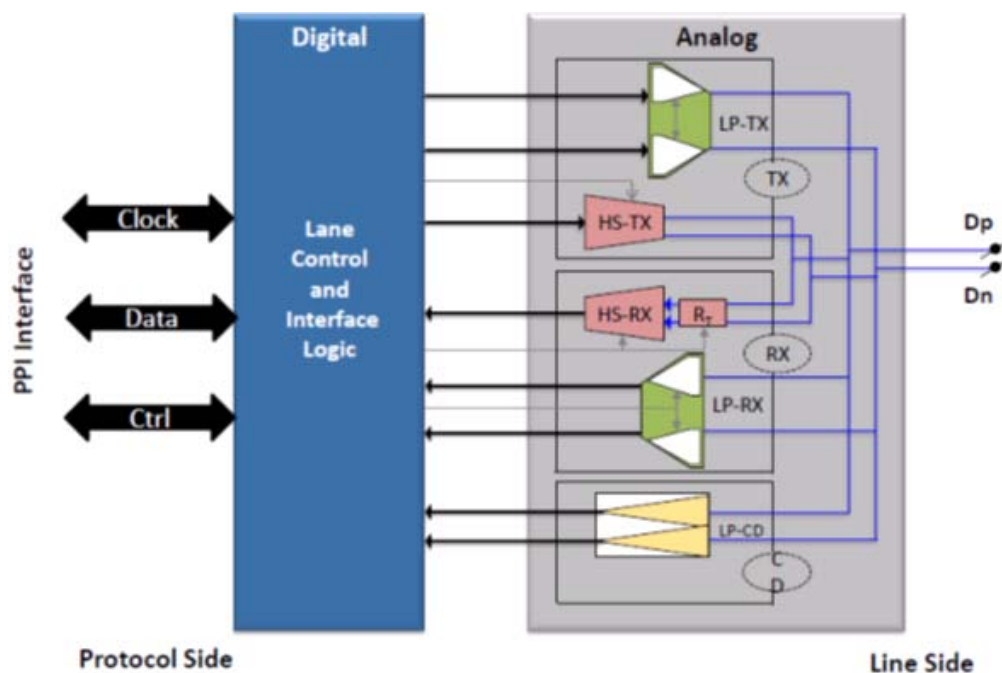 Digital
Analog
LP-TX
TX
Clock
HS-TX
Dp
Lane
Control
and
Interface
Logic
Dn
PPI Interface
Data
HS-RX
RT
RX
Ctrl
LP-RX
LP-CD
C
D
Protocol Side
Line Side